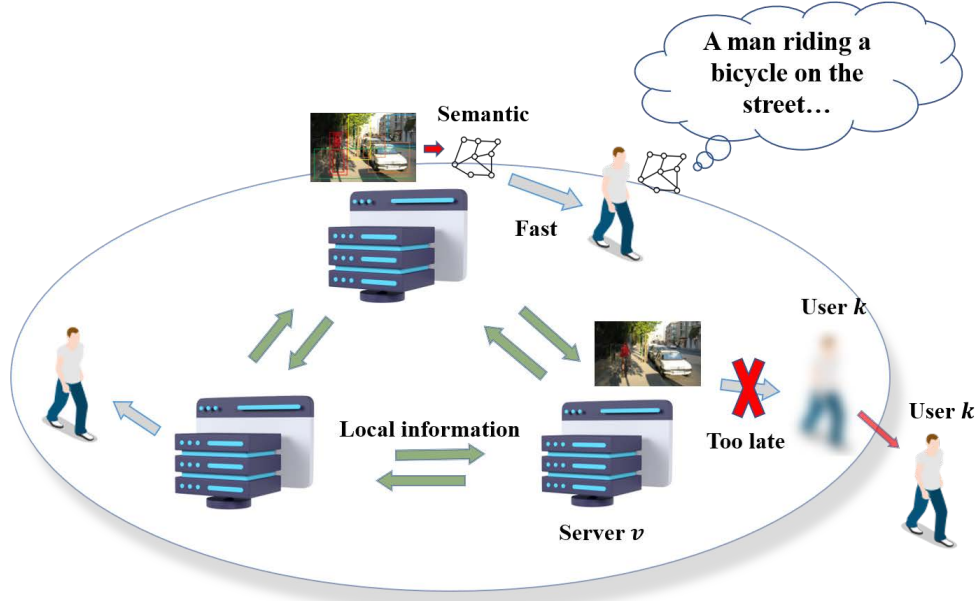 A man riding a
bicycle on the
street…
Semantic
Fast
User k
User k
Local information
Too late
Server v